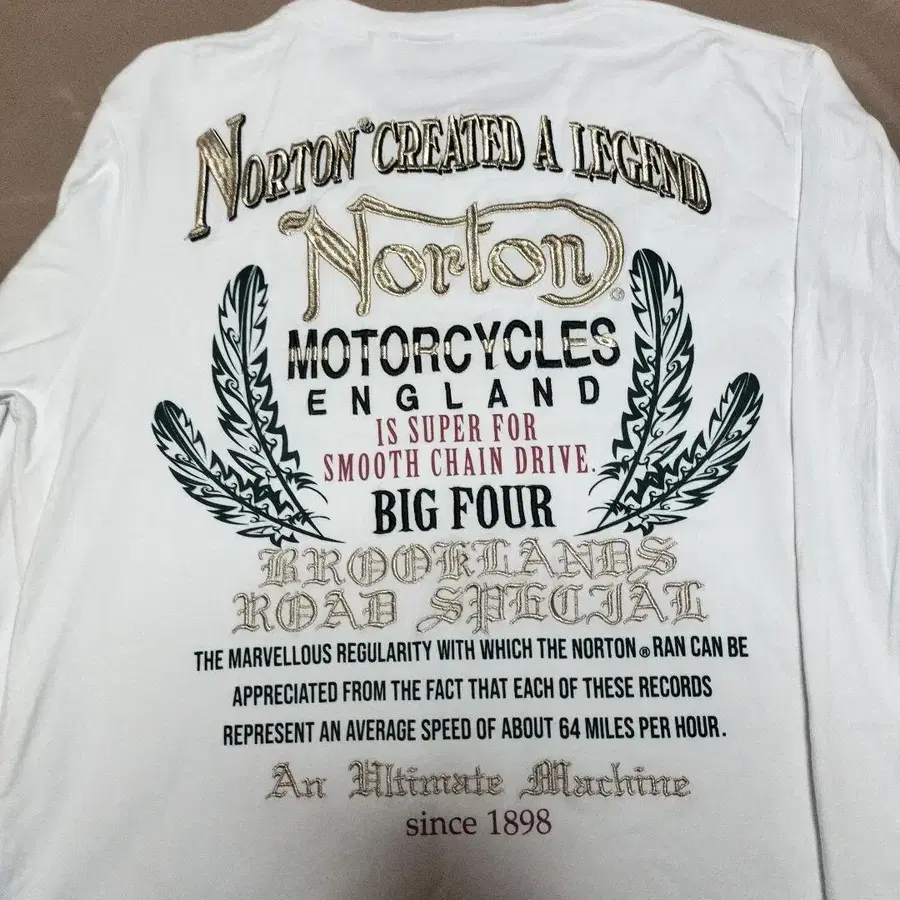 NORTON® CREATED A LEGEND
Norton®
MOTORCYCLES
ENGLAND
IS SUPER FOR
SMOOTH CHAIN DRIVE.
BIG FOUR
BROOKLANDS
ROAD SPECIAL
THE MARVELLOUS REGULARITY WITH WHICH THE NORTON® RAN CAN BE
APPRECIATED FROM THE FACT THAT EACH OF THESE RECORDS
REPRESENT AN AVERAGE SPEED OF ABOUT 64 MILES PER HOUR.
An Ultimate Machine
since 1898